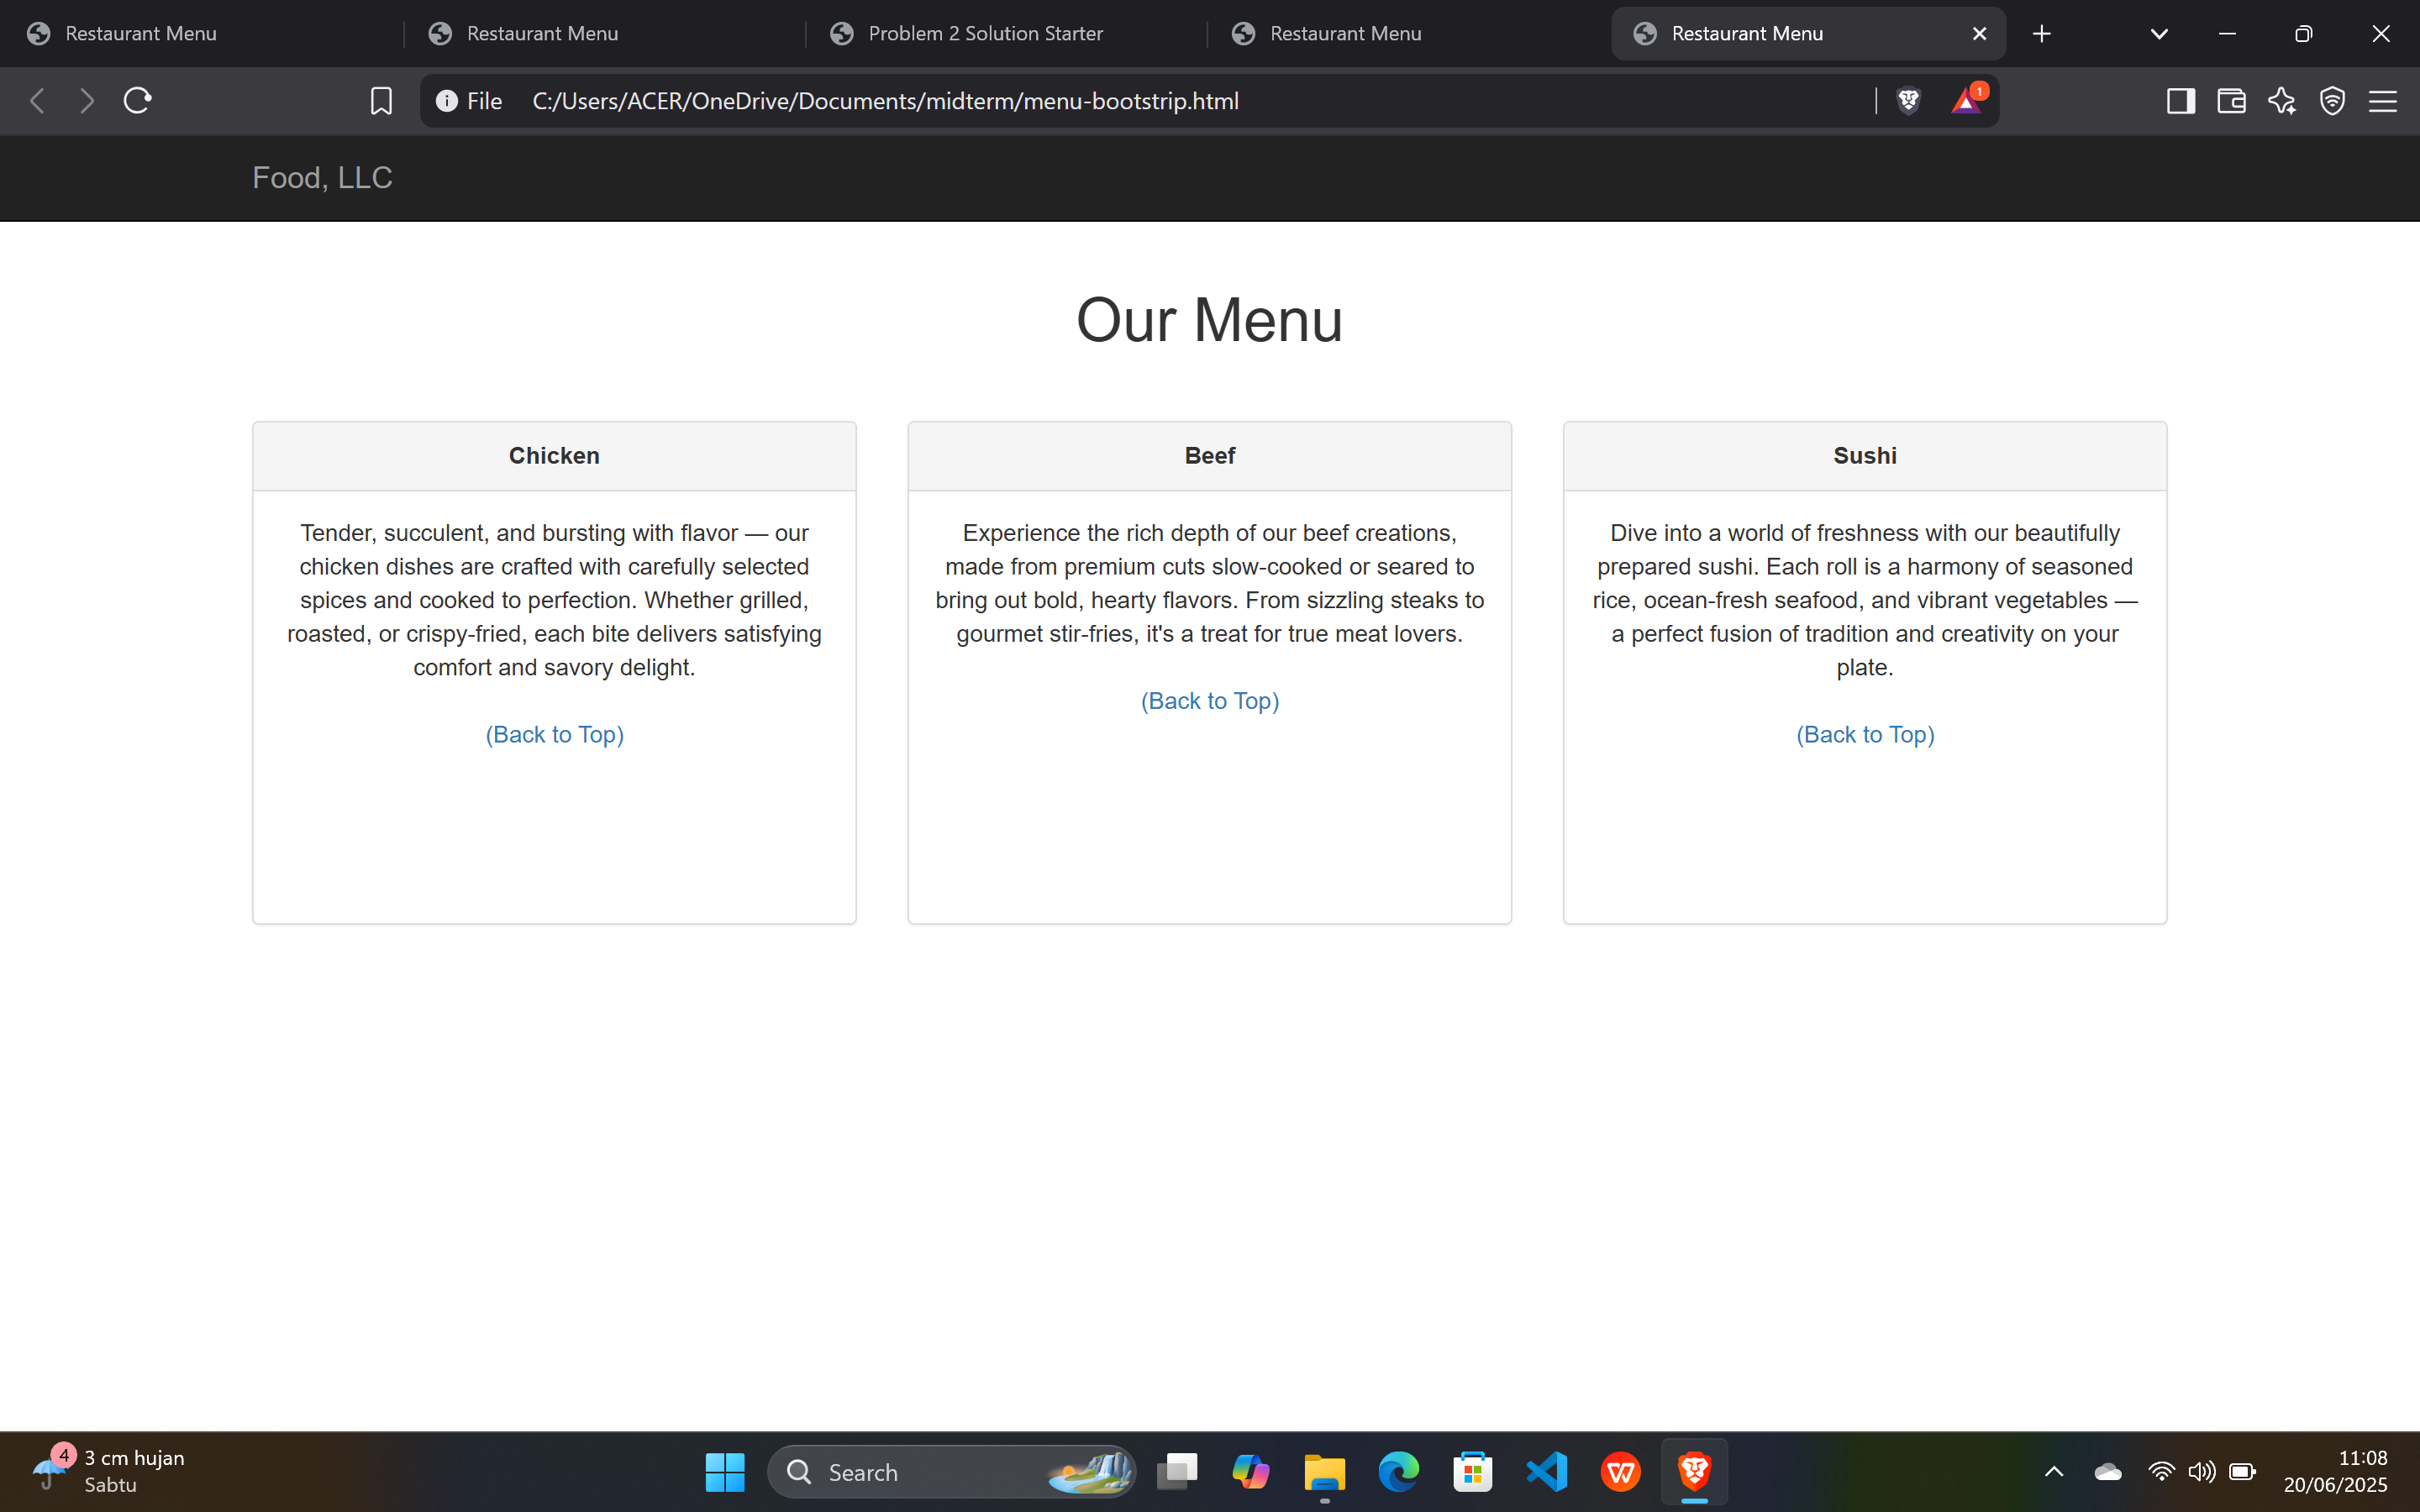 Restaurant Menu
Restaurant Menu
Problem 2 Solution Starter
Restaurant Menu
Restaurant Menu
File C:/Users/ACER/OneDrive/Documents/midterm/menu-bootstrip.html
1
Food, LLC
Our Menu
Chicken
Tender, succulent, and bursting with flavor — our
chicken dishes are crafted with carefully selected
spices and cooked to perfection. Whether grilled,
roasted, or crispy-fried, each bite delivers satisfying
comfort and savory delight.
(Back to Top)
Beef
Experience the rich depth of our beef creations,
made from premium cuts slow-cooked or seared to
bring out bold, hearty flavors. From sizzling steaks to
gourmet stir-fries, it's a treat for true meat lovers.
(Back to Top)
Sushi
Dive into a world of freshness with our beautifully
prepared sushi. Each roll is a harmony of seasoned
rice, ocean-fresh seafood, and vibrant vegetables —
a perfect fusion of tradition and creativity on your
plate.
(Back to Top)
4
3 cm hujan
Sabtu
Search
11:08
20/06/2025